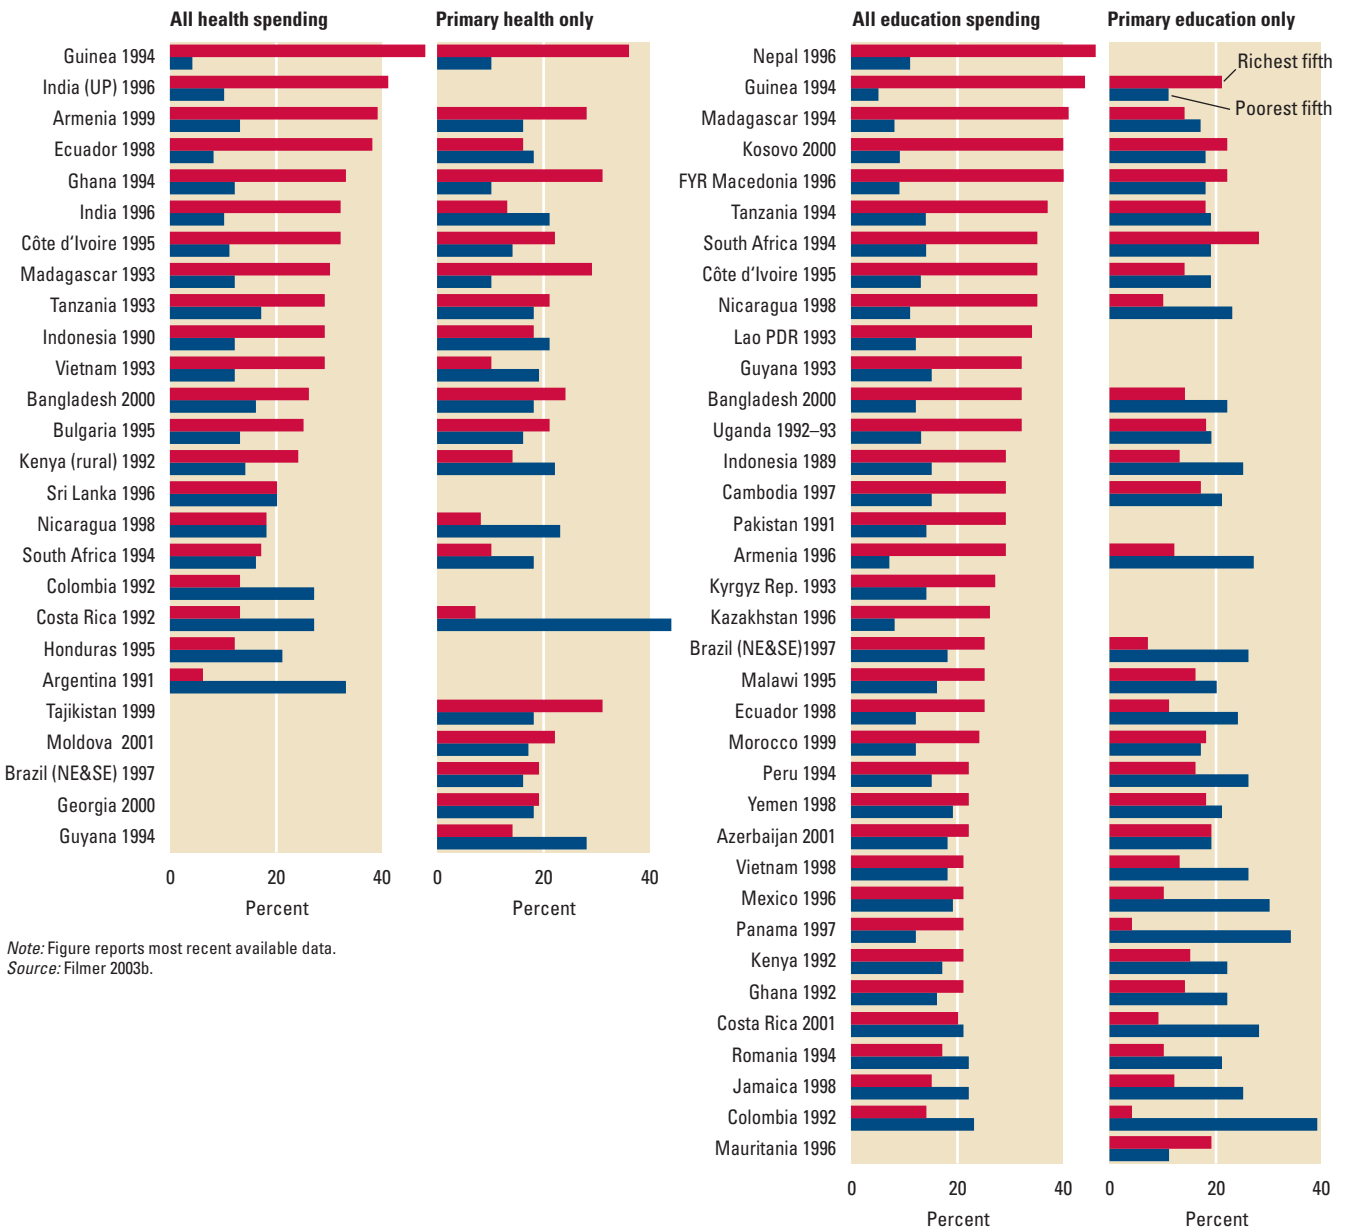 All health spending
Primary health only
Guinea 1994
India (UP) 1996
Armenia 1999
Ecuador 1998
Ghana 1994
India 1996
Côte d'Ivoire 1995
Madagascar 1993
Tanzania 1993
Indonesia 1990
Vietnam 1993
Bangladesh 2000
Bulgaria 1995
Kenya (rural) 1992
Sri Lanka 1996
Nicaragua 1998
South Africa 1994
Colombia 1992
Costa Rica 1992
Honduras 1995
Argentina 1991
Tajikistan 1999
Moldova 2001
Brazil (NE&SE) 1997
Georgia 2000
Guyana 1994
0 20 40
Percent
0 20 40
Percent
Note: Figure reports most recent available data.
Source: Filmer 2003b.
All education spending
Primary education only
Nepal 1996
Richest fifth
Guinea 1994
Poorest fifth
Madagascar 1994
Kosovo 2000
FYR Macedonia 1996
Tanzania 1994
South Africa 1994
Côte d'Ivoire 1995
Nicaragua 1998
Lao PDR 1993
Guyana 1993
Bangladesh 2000
Uganda 1992–93
Indonesia 1989
Cambodia 1997
Pakistan 1991
Armenia 1996
Kyrgyz Rep. 1993
Kazakhstan 1996
Brazil (NE&SE)1997
Malawi 1995
Ecuador 1998
Morocco 1999
Peru 1994
Yemen 1998
Azerbaijan 2001
Vietnam 1998
Mexico 1996
Panama 1997
Kenya 1992
Ghana 1992
Costa Rica 2001
Romania 1994
Jamaica 1998
Colombia 1992
Mauritania 1996
0 20 40
Percent
0 20 40
Percent